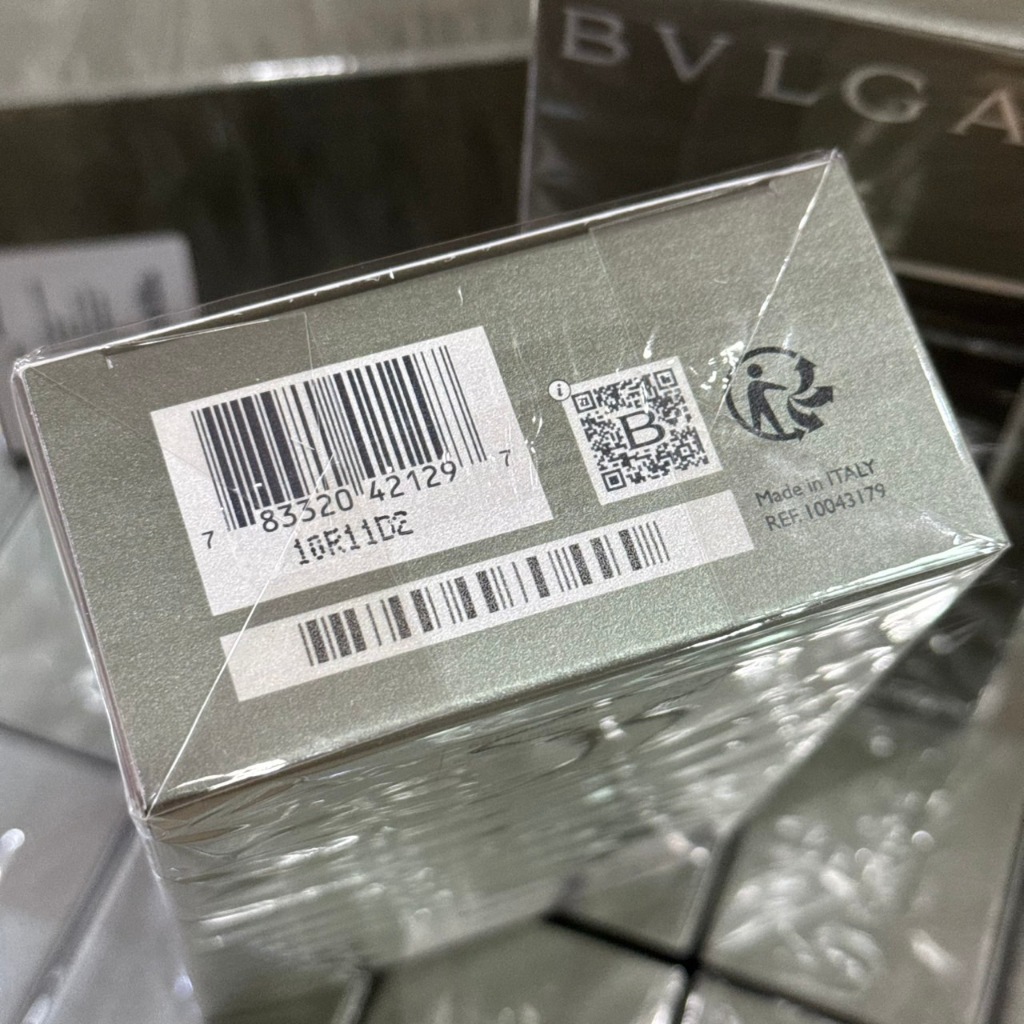 BVLGA
7 83320 42129 7
10R11D2
i
B
Made in ITALY
REF. 10043179